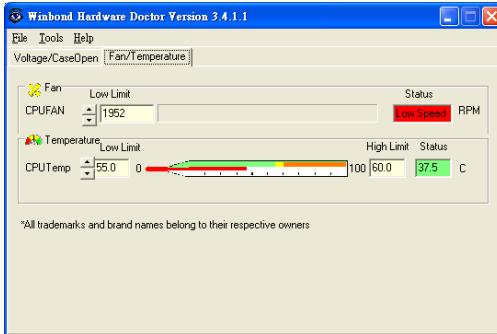 Winbond Hardware Doctor Version 3.4.1.1
File Tools Help
Voltage/CaseOpen Fan/Temperature
Fan
Low Limit Status
CPUFAN 1952 Low Speed RPM
Temperature
Low Limit High Limit Status
CPUTemp 55.0 0 100 60.0 37.5 C
*All trademarks and brand names belong to their respective owners